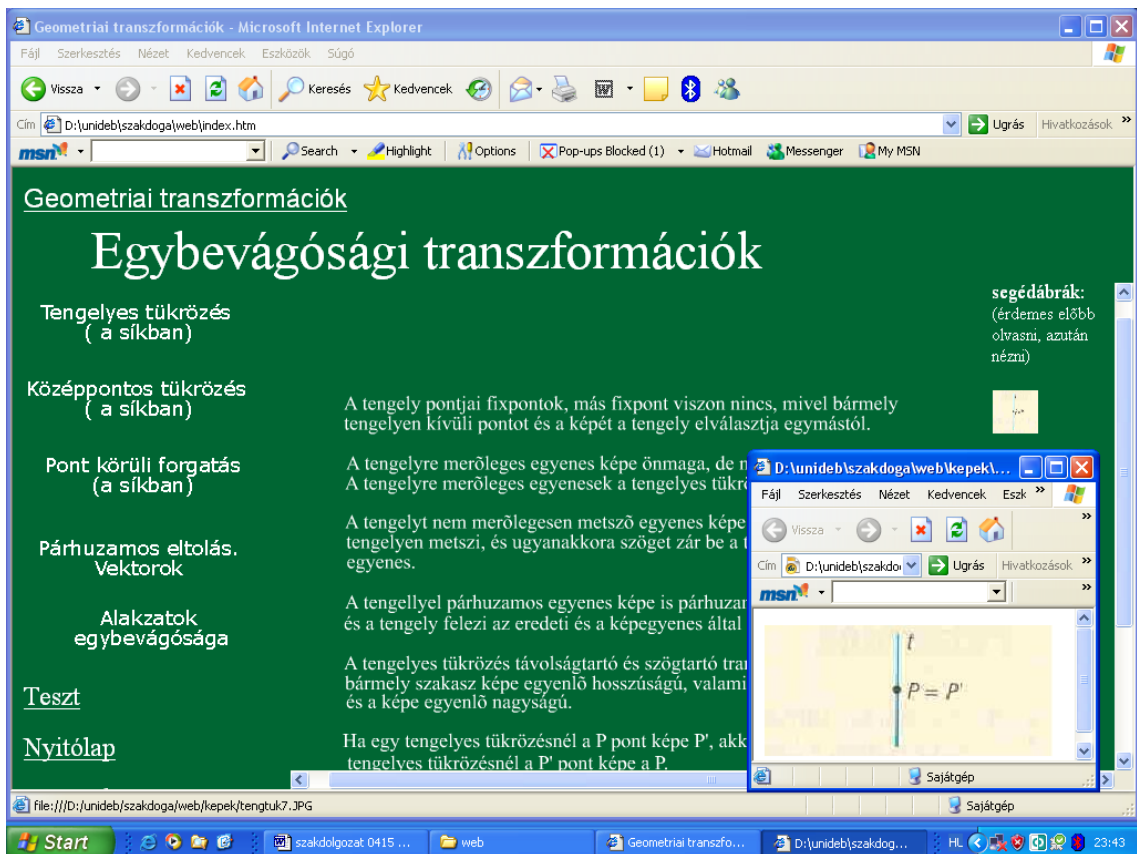 Geometriai transzformációk - Microsoft Internet Explorer
Fájl Szerkesztés Nézet Kedvencek Eszközök Súgó
Vissza Keresés Kedvencek
Cím D:\unideb\szakdoga\web\index.htm Ugrás Hivatkozások »
msn Search Highlight Options Pop-ups Blocked (1) Hotmail Messenger My MSN
Geometriai transzformációk
Egybevágósági transzformációk
Tengelyes tükrözés
( a síkban)
Középpontos tükrözés
( a síkban)
Pont körüli forgatás
(a síkban)
Párhuzamos eltolás.
Vektorok
Alakzatok
egybevágósága
Teszt
Nyitólap
A tengely pontjai fixpontok, más fixpont viszon nincs, mivel bármely
tengelyen kívüli pontot és a képét a tengely elválasztja egymástól.
A tengelyre merõleges egyenes képe önmaga, de
A tengelyre merõleges egyenesek a tengelyes
A tengelyt nem merõlegesen metszõ egyenes képe
tengelyen metszi, és ugyanakkora szöget zár be a
egyenes.
A tengellyel párhuzamos egyenes képe is
és a tengely felezi az eredeti és a képegyenes által
A tengelyes tükrözés távolságtartó és szögtartó
bármely szakasz képe egyenlõ hosszúságú,
és a képe egyenlõ nagyságú.
Ha egy tengelyes tükrözésnél a P pont képe P',
tengelyes tükrözésnél a P' pont képe a P.
segédábrák:
(érdemes elõbb
olvasni, azután
nézni)
D:\unideb\szakdoga\web\kepek\...
Fájl Szerkesztés Nézet Kedvencek Eszk »
Vissza »
Cím D:\unideb\szakdo Ugrás Hivatkozások »
msn »
t
P = P'
Sajátgép
file:///D:/unideb/szakdoga/web/kepek/tengtuk7.JPG Sajátgép
Start szakdolgozat 0415 ... web Geometriai transzfo... D:\unideb\szakdog... HL 23:43